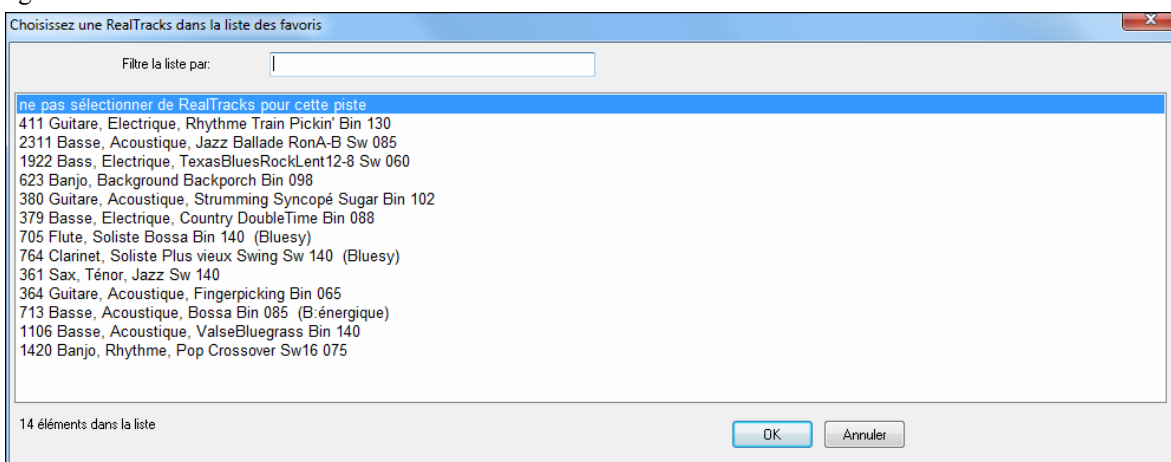 Choisissez une RealTracks dans la liste des favoris
Filtre la liste par:
ne pas sélectionner de RealTracks pour cette piste
411 Guitare, Electrique, Rhythme Train Pickin' Bin 130
2311 Basse, Acoustique, Jazz Ballade RonA-B Sw 085
1922 Bass, Electrique, TexasBluesRockLent12-8 Sw 060
623 Banjo, Background Backporch Bin 098
380 Guitare, Acoustique, Strumming Syncopé Sugar Bin 102
379 Basse, Electrique, Country DoubleTime Bin 088
705 Flute, Soliste Bossa Bin 140 (Bluesy)
764 Clarinet, Soliste Plus vieux Swing Sw 140 (Bluesy)
361 Sax, Ténor, Jazz Sw 140
364 Guitare, Acoustique, Fingerpicking Bin 065
713 Basse, Acoustique, Bossa Bin 085 (B:énergique)
1106 Basse, Acoustique, ValseBluegrass Bin 140
1420 Banjo, Rhythme, Pop Crossover Sw16 075
14 éléments dans la liste
OK Annuler